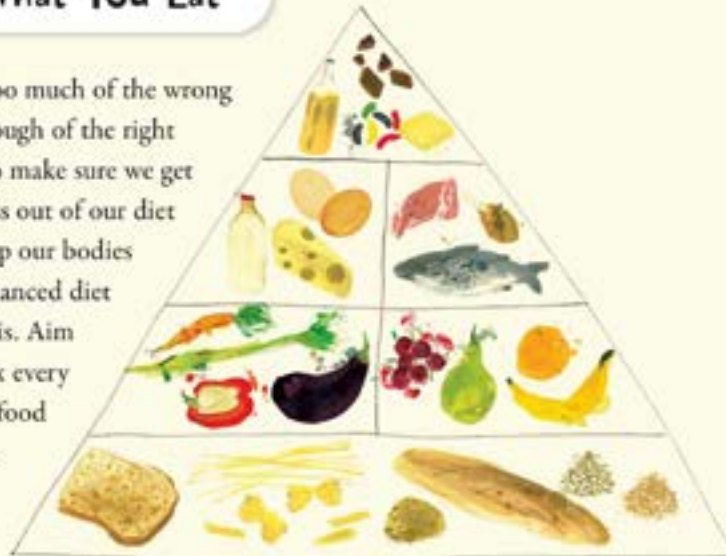 What You Eat
oo much of the wrong
ough of the right
o make sure we get
s out of our diet
p our bodies
anced diet
is. Aim
k every
food